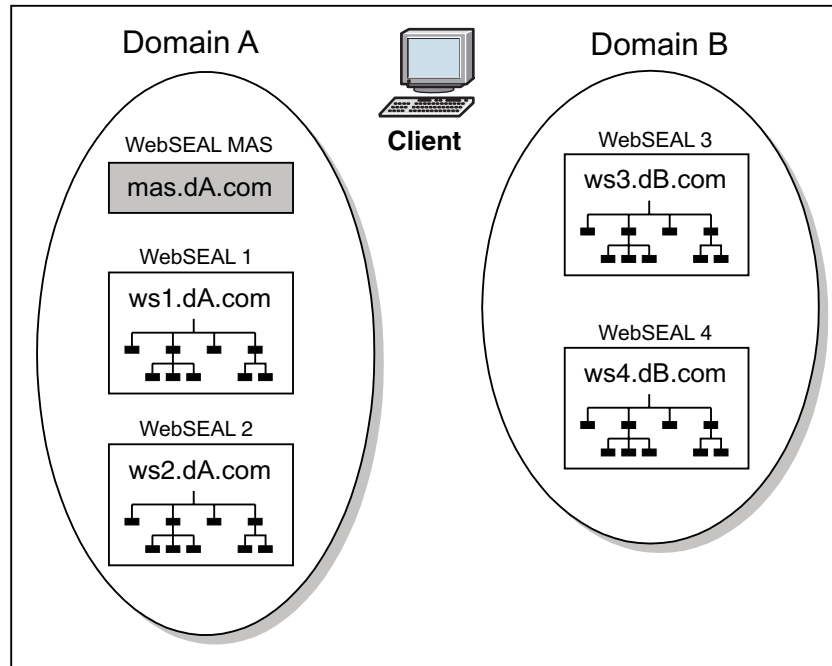 Domain A
WebSEAL MAS
mas.dA.com
WebSEAL 1
ws1.dA.com
WebSEAL 2
ws2.dA.com
Client
Domain B
WebSEAL 3
ws3.dB.com
WebSEAL 4
ws4.dB.com